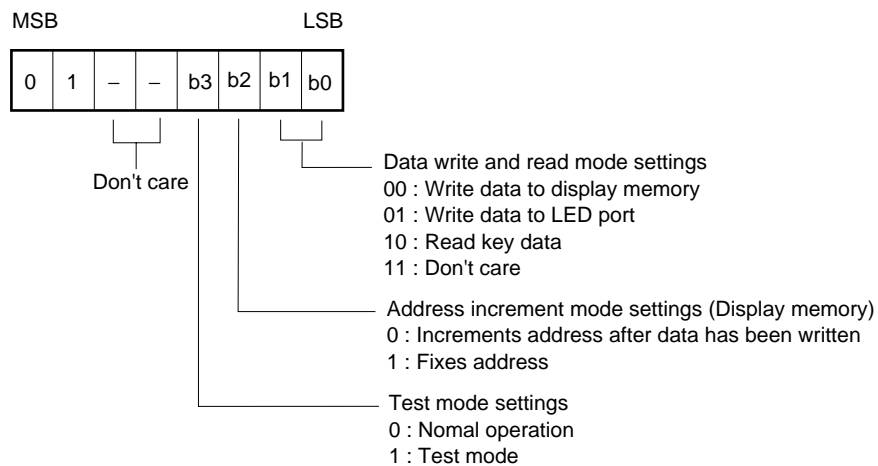 MSB LSB
0 1 – – b3 b2 b1 b0
Don't care
Data write and read mode settings
00 : Write data to display memory
01 : Write data to LED port
10 : Read key data
11 : Don't care
Address increment mode settings (Display memory)
0 : Increments address after data has been written
1 : Fixes address
Test mode settings
0 : Nomal operation
1 : Test mode